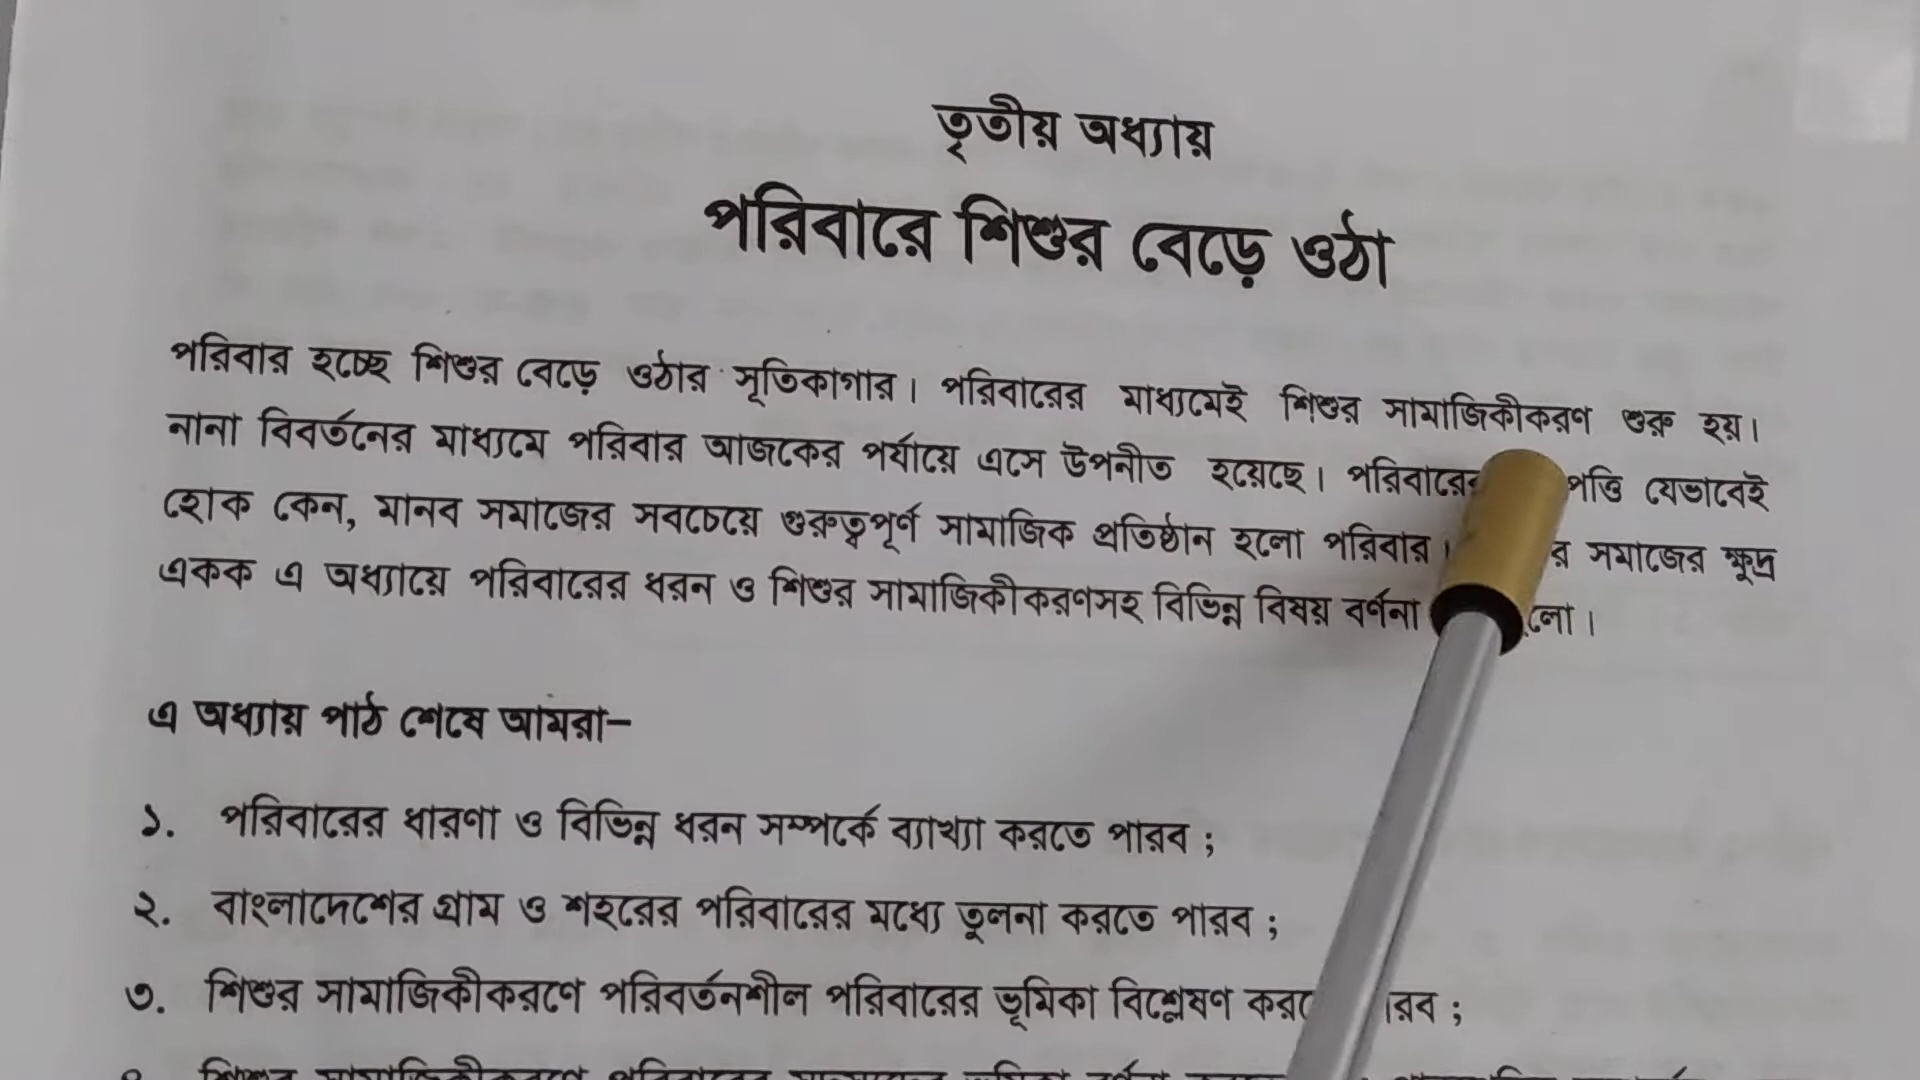 তৃতীয় অধ্যায়
পরিবারে শিশুর বেড়ে ওঠা
পরিবার হচ্ছে শিশুর বেড়ে ওঠার সূতিকাগার। পরিবারের মাধ্যমেই শিশুর সামাজিকীকরণ শুরু হয়।
নানা বিবর্তনের মাধ্যমে পরিবার আজকের পর্যায়ে এসে উপনীত হয়েছে। পরিবারের যেভাবেই
হোক কেন, মানব সমাজের সবচেয়ে গুরুত্বপূর্ণ সামাজিক প্রতিষ্ঠান হলো পরিবার। সমাজের ক্ষুদ্র
একক এ অধ্যায়ে পরিবারের ধরন ও শিশুর সামাজিকীকরণসহ বিভিন্ন বিষয় বর্ণনা
এ অধ্যায় পাঠ শেষে আমরা–
১. পরিবারের ধারণা ও বিভিন্ন ধরন সম্পর্কে ব্যাখ্যা করতে পারব ;
২. বাংলাদেশের গ্রাম ও শহরের পরিবারের মধ্যে তুলনা করতে পারব ;
৩. শিশুর সামাজিকীকরণে পরিবর্তনশীল পরিবারের ভূমিকা বিশ্লেষণ
শিশুর সামাজিকীকরণে পরিবারের